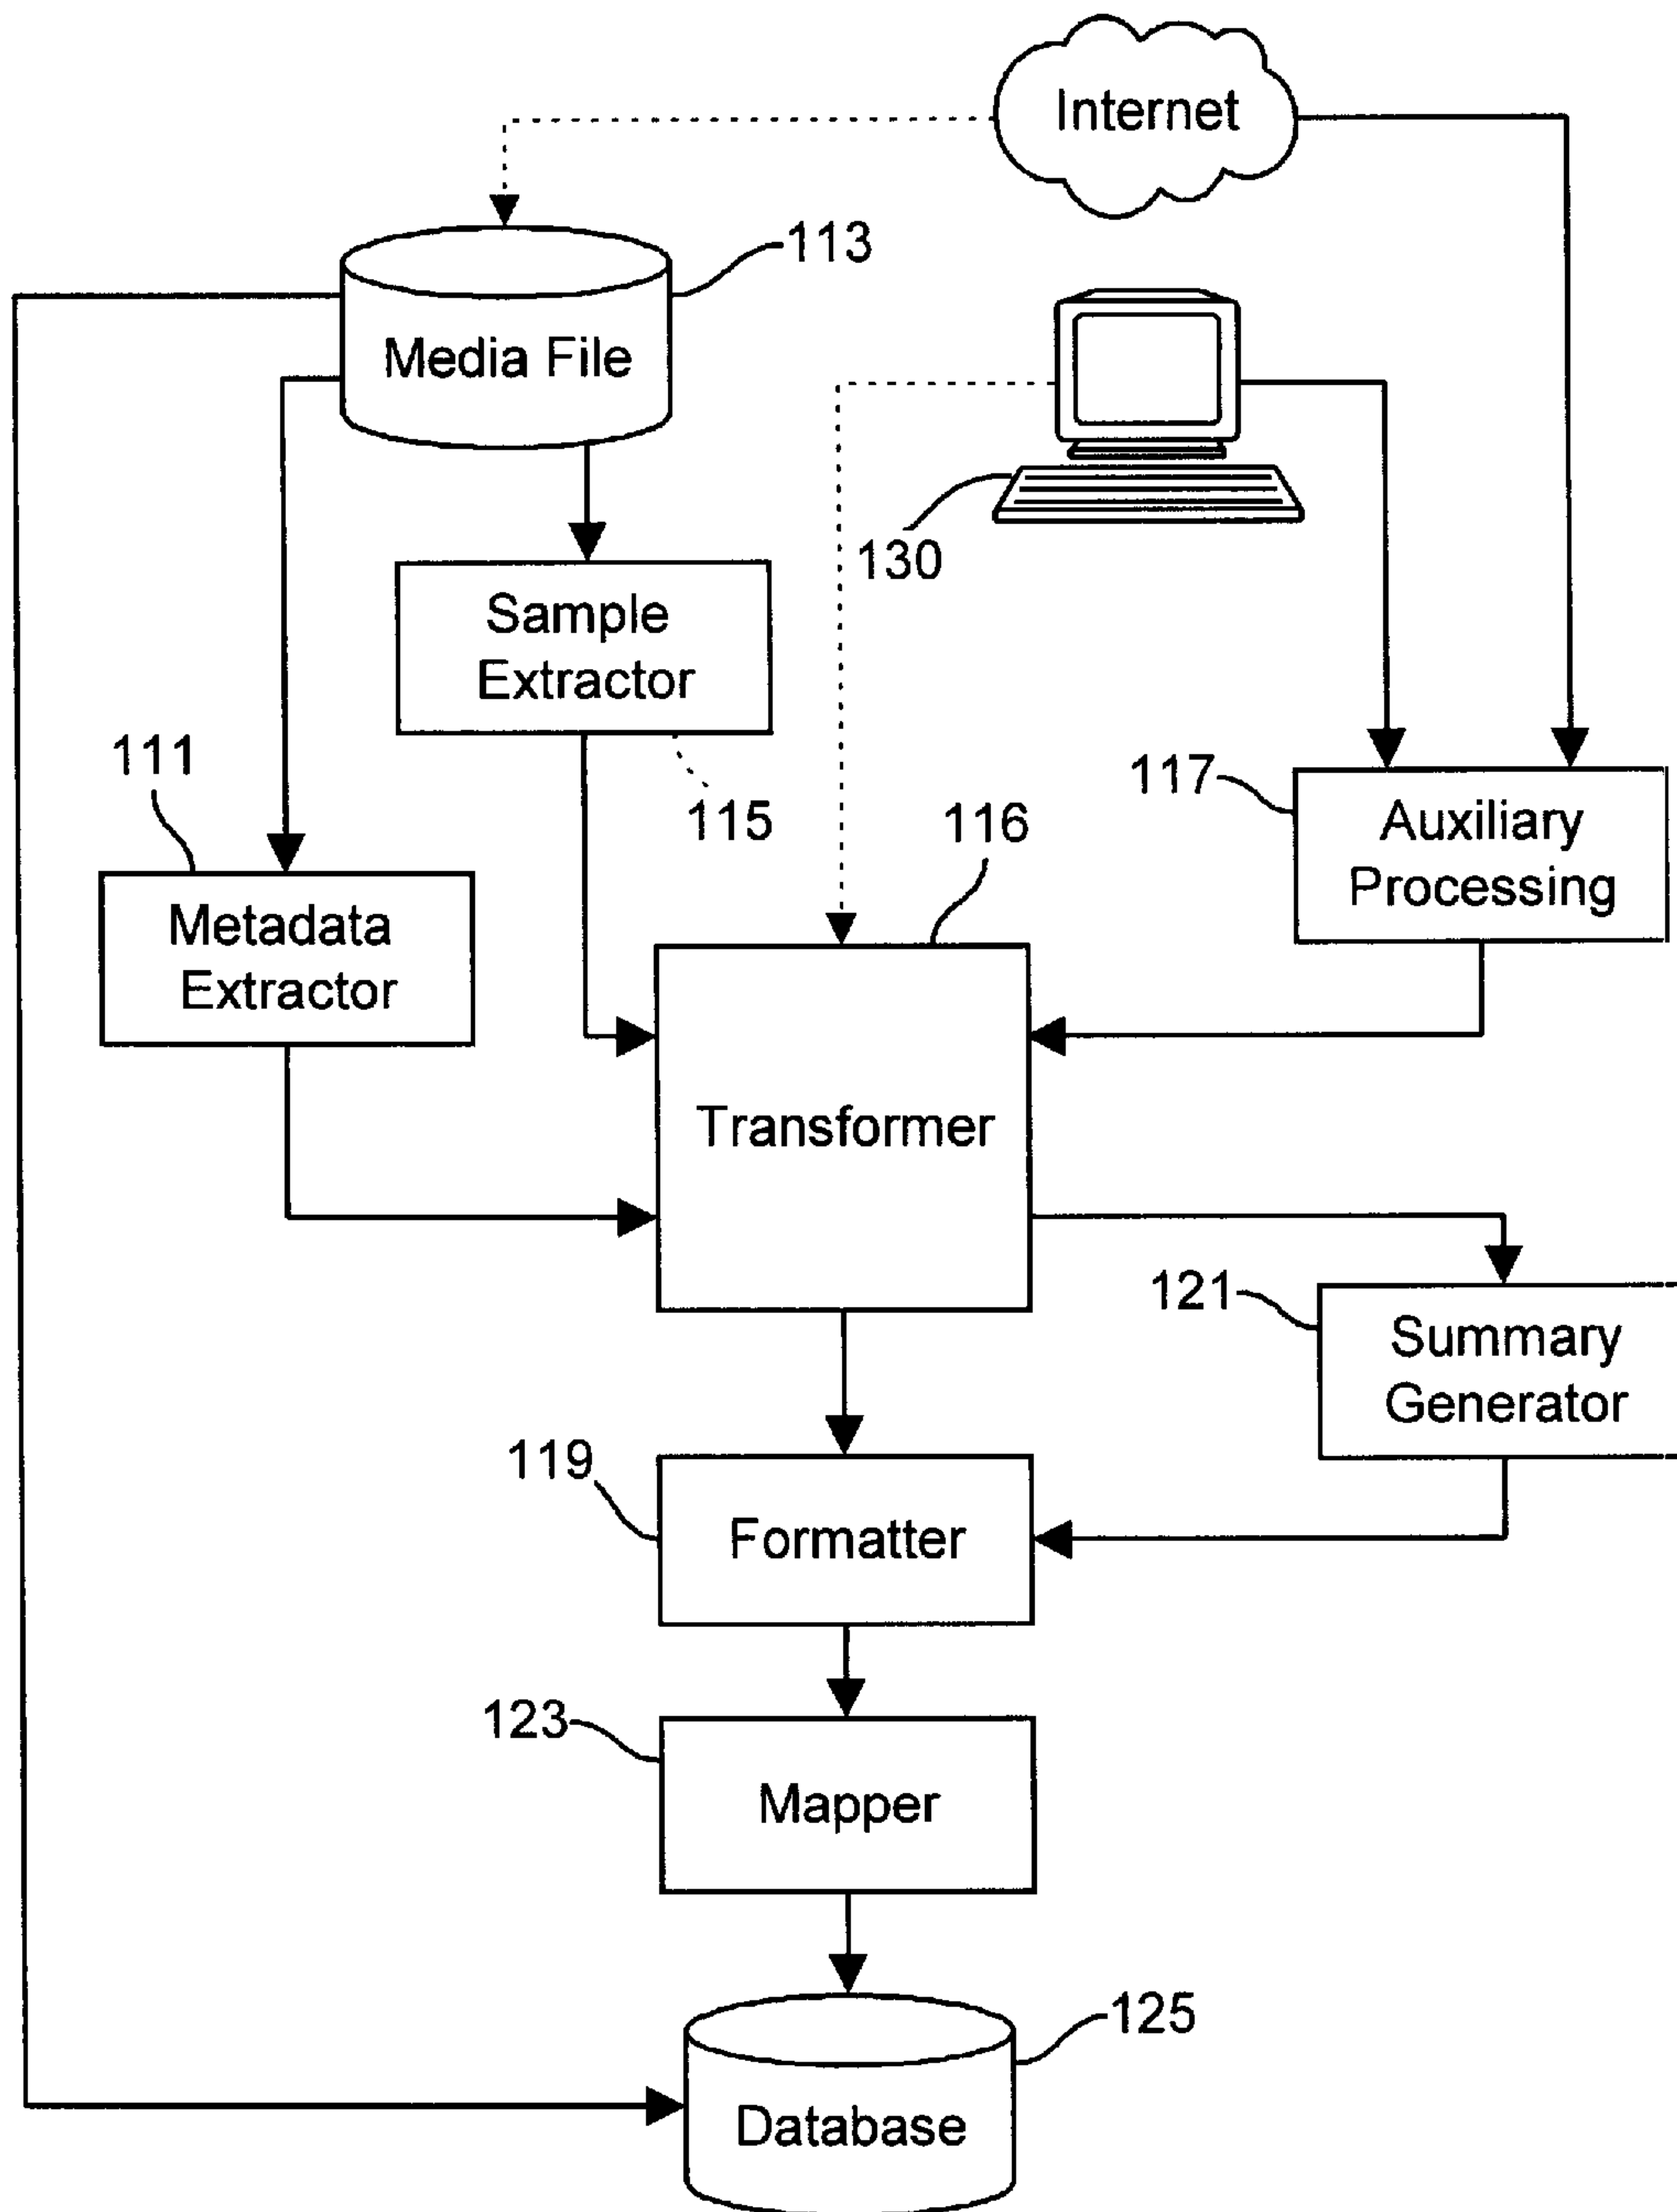 Internet
113
Media File
130
Sample
Extractor
115
111
Metadata
Extractor
116
117
Auxiliary
Processing
Transformer
121
Summary
Generator
119
Formatter
123
Mapper
125
Database